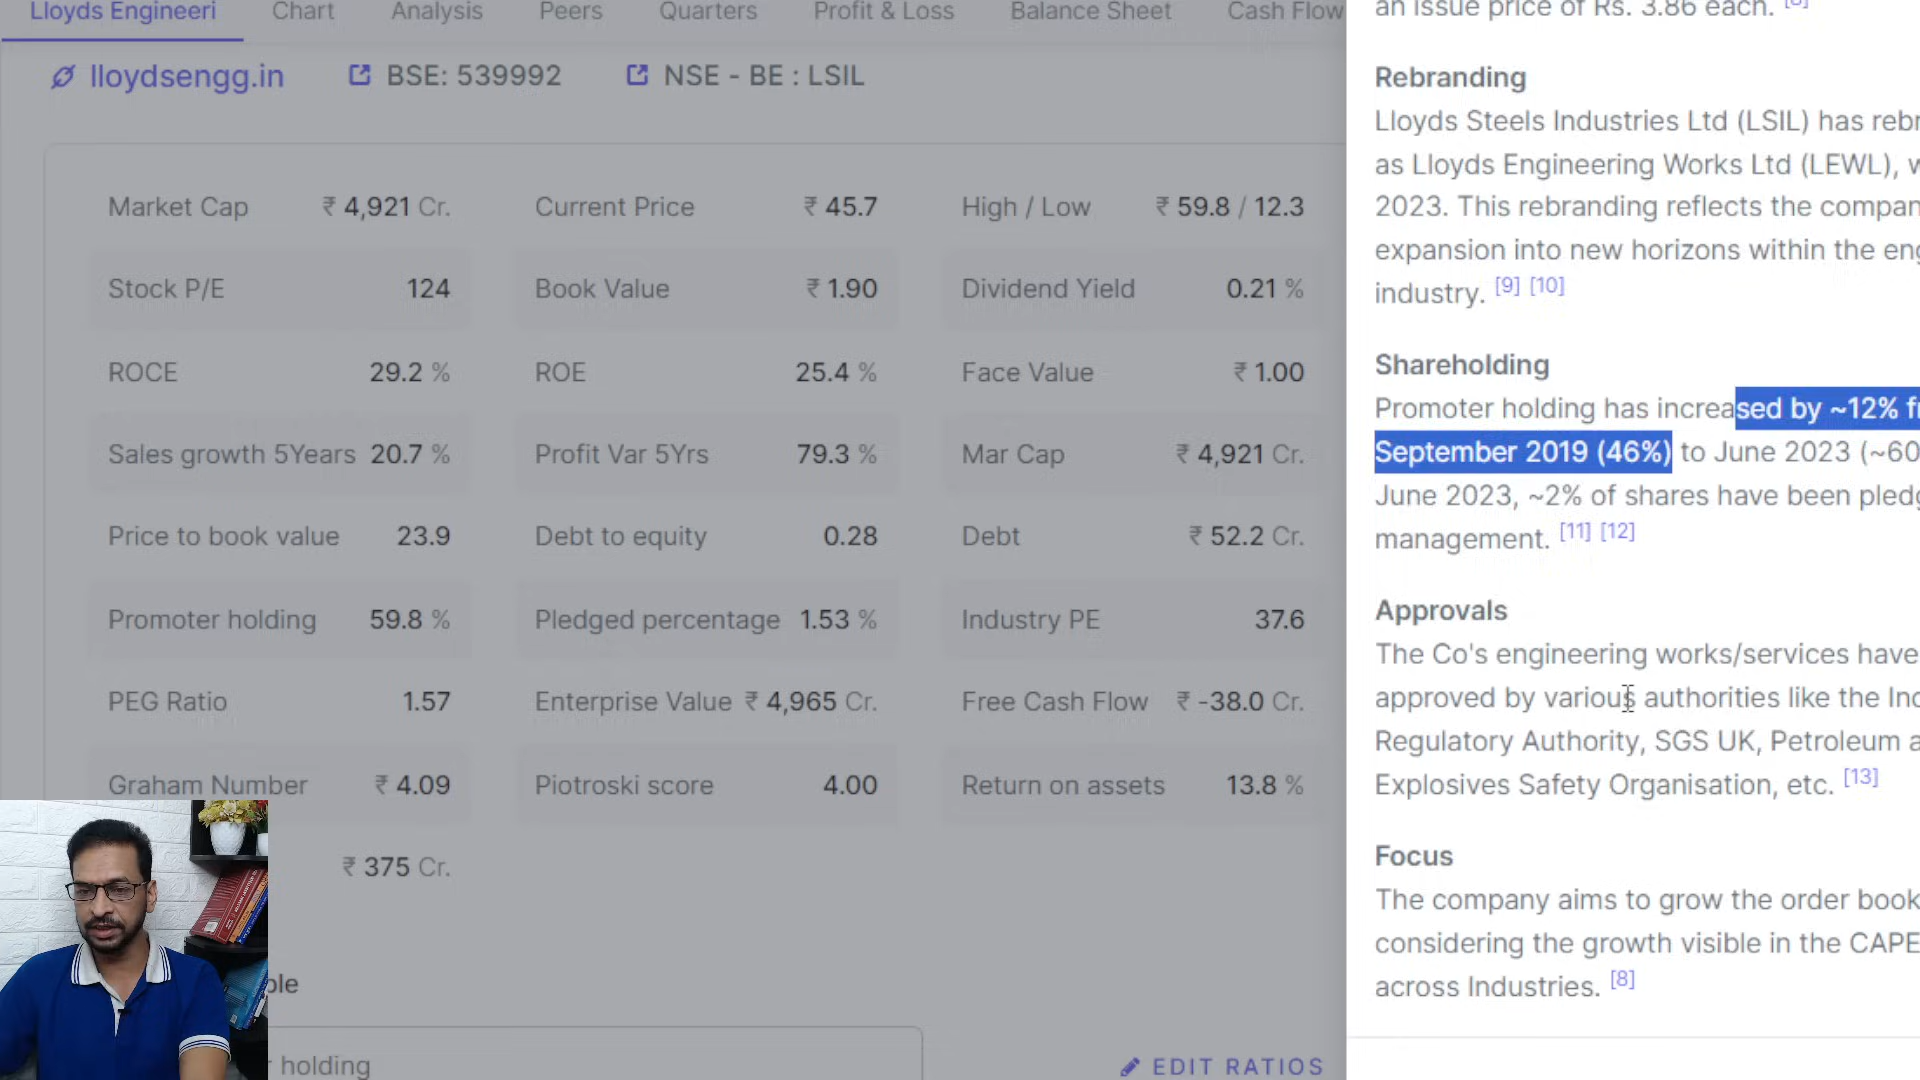 Lloyds Engineeri Chart Analysis Peers Quarters Profit & Loss Balance Sheet Cash Flow
lloydsengg.in BSE: 539992 NSE - BE : LSIL
Market Cap ₹ 4,921 Cr. Current Price ₹ 45.7 High / Low ₹ 59.8 / 12.3
Stock P/E 124 Book Value ₹ 1.90 Dividend Yield 0.21 %
ROCE 29.2 % ROE 25.4 % Face Value ₹ 1.00
Sales growth 5Years 20.7 % Profit Var 5Yrs 79.3 % Mar Cap ₹ 4,921 Cr.
Price to book value 23.9 Debt to equity 0.28 Debt ₹ 52.2 Cr.
Promoter holding 59.8 % Pledged percentage 1.53 % Industry PE 37.6
PEG Ratio 1.57 Enterprise Value ₹ 4,965 Cr. Free Cash Flow ₹ -38.0 Cr.
Graham Number ₹ 4.09 Piotroski score 4.00 Return on assets 13.8 %
₹ 375 Cr.
ble
holding
EDIT RATIOS
an issue price of Rs. 3.86 each.
Rebranding
Lloyds Steels Industries Ltd (LSIL) has rebr
as Lloyds Engineering Works Ltd (LEWL), w
2023. This rebranding reflects the compan
expansion into new horizons within the eng
industry. [9] [10]
Shareholding
Promoter holding has increased by ~12% fr
September 2019 (46%) to June 2023 (~60
June 2023, ~2% of shares have been pledg
management. [11] [12]
Approvals
The Co's engineering works/services have
approved by various authorities like the Ind
Regulatory Authority, SGS UK, Petroleum a
Explosives Safety Organisation, etc. [13]
Focus
The company aims to grow the order book
considering the growth visible in the CAPE
across Industries. [8]